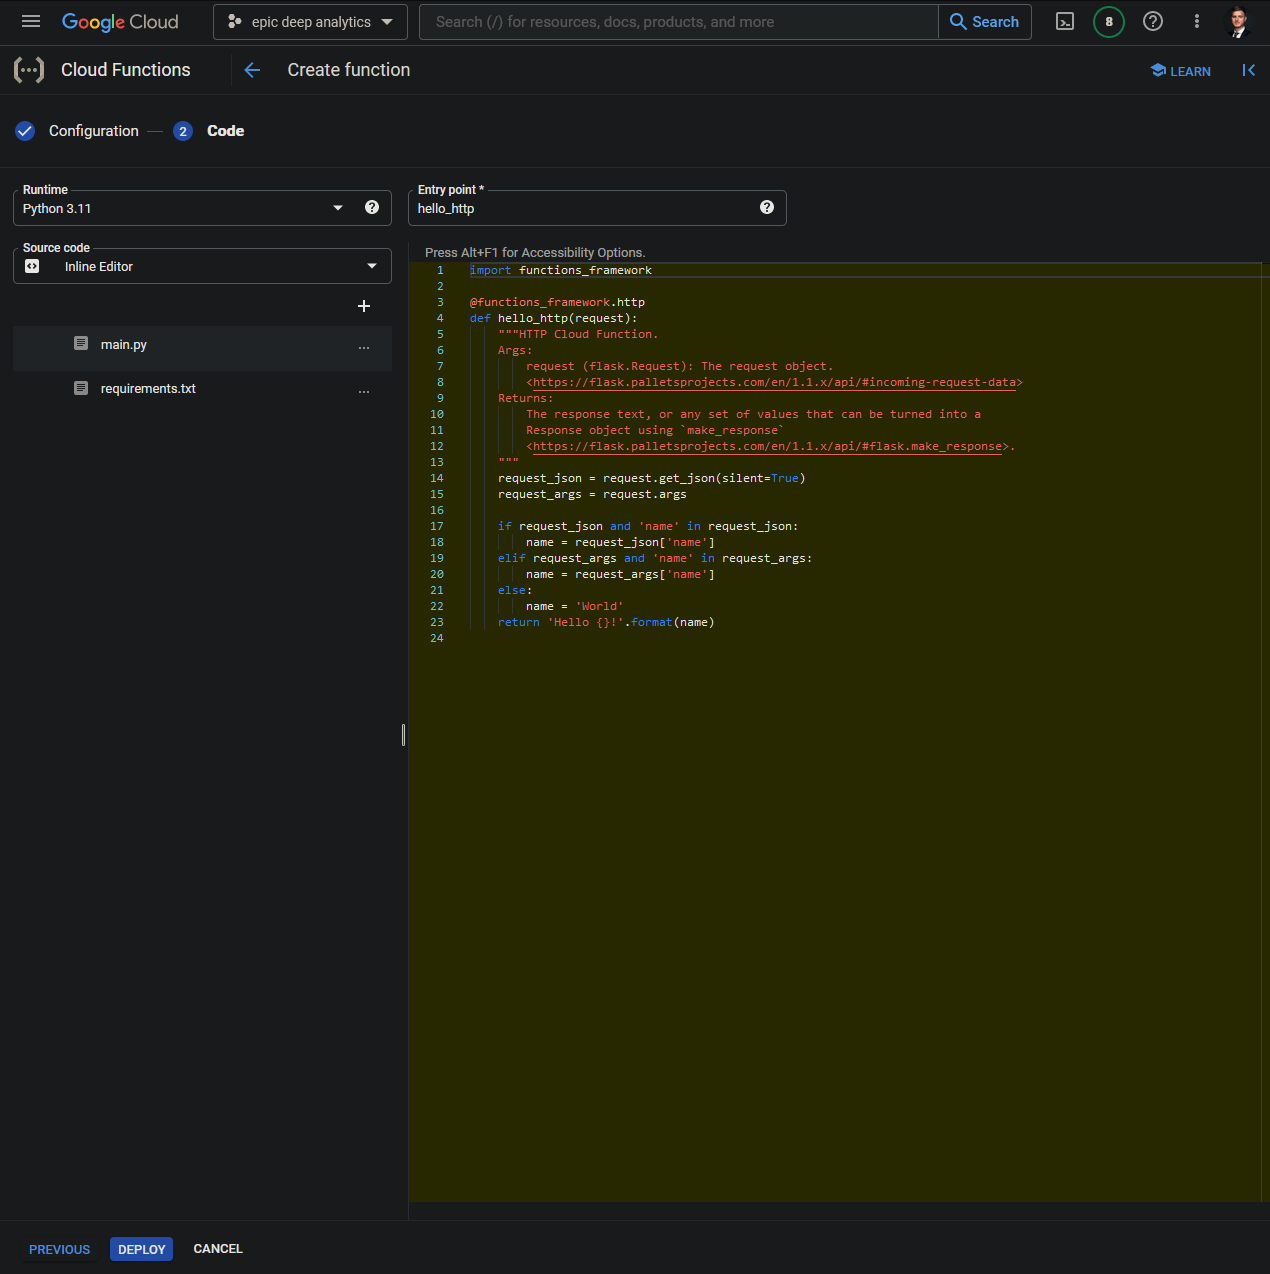 Google Cloud
epic deep analytics
Search (/) for resources, docs, products, and more
Search
8
Cloud Functions
Create function
LEARN
Configuration
2
Code
Runtime
Python 3.11
Entry point *
hello_http
Source code
Inline Editor
main.py
...
requirements.txt
...
Press Alt+F1 for Accessibility Options.
1 import functions_framework
2
3 @functions_framework.http
4 def hello_http(request):
5     """HTTP Cloud Function.
6     Args:
7         request (flask.Request): The request object.
8         <https://flask.palletsprojects.com/en/1.1.x/api/#incoming-request-data>
9     Returns:
10         The response text, or any set of values that can be turned into a
11         Response object using `make_response`
12         <https://flask.palletsprojects.com/en/1.1.x/api/#flask.make_response>.
13     """
14     request_json = request.get_json(silent=True)
15     request_args = request.args
16
17     if request_json and 'name' in request_json:
18         name = request_json['name']
19     elif request_args and 'name' in request_args:
20         name = request_args['name']
21     else:
22         name = 'World'
23     return 'Hello {}!'.format(name)
24
PREVIOUS
DEPLOY
CANCEL